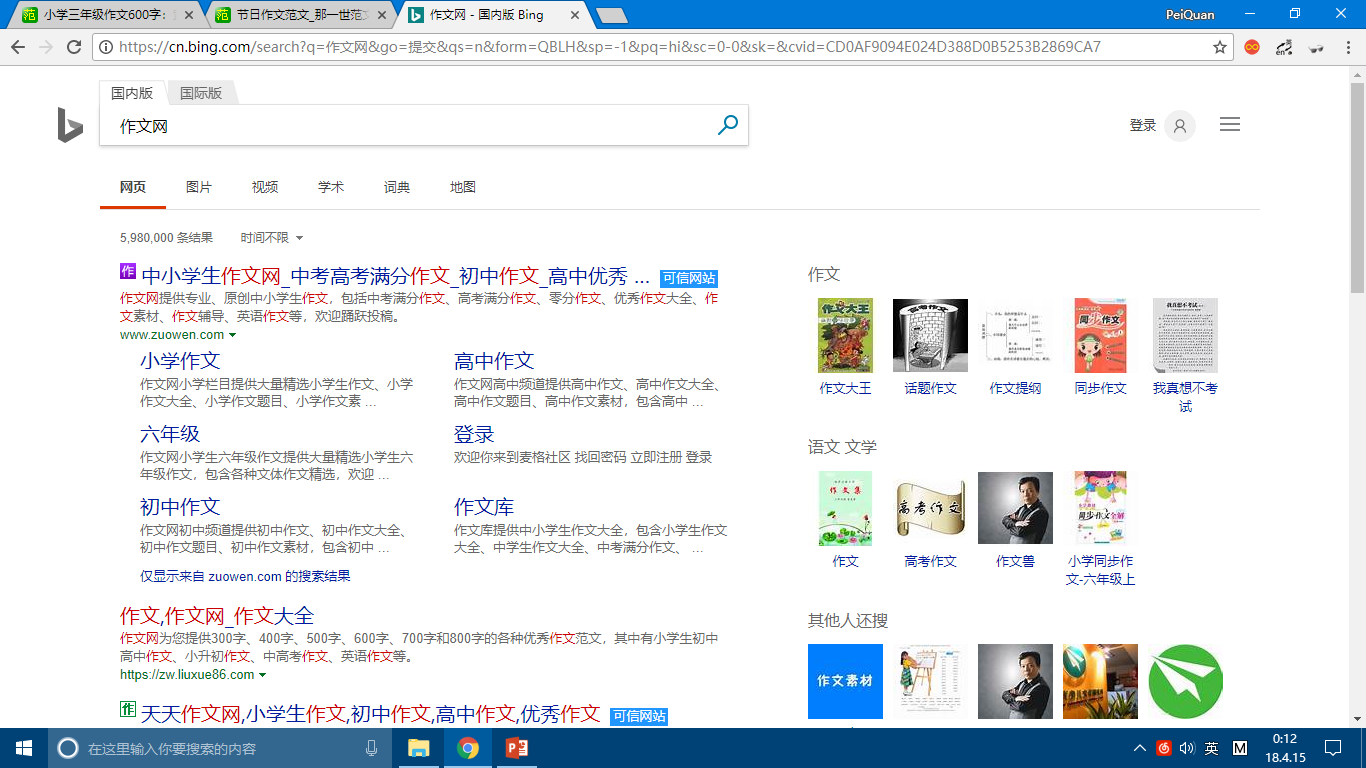 小学三年级作文600字：
节日作文范文_那一世范文
作文网 - 国内版 Bing
PeiQuan
https://cn.bing.com/search?q=作文网&go=提交&qs=n&form=QBLH&sp=-1&pq=hi&sc=0-0&sk=&cvid=CD0AF9094E024D388D0B5253B2869CA7
国内版 国际版
作文网
登录
网页 图片 视频 学术 词典 地图
5,980,000 条结果 时间不限
中小学生作文网_中考高考满分作文_初中作文_高中优秀 ... 可信网站
作文网提供专业、原创中小学生作文，包括中考满分作文、高考满分作文、零分作文、优秀作文大全、作
文素材、作文辅导、英语作文等，欢迎踊跃投稿。
www.zuowen.com
小学作文
作文网小学栏目提供大量精选小学生作文、小学
作文大全、小学作文题目、小学作文素 ...
高中作文
作文网高中频道提供高中作文、高中作文大全、
高中作文题目、高中作文素材，包含高中 ...
六年级
作文网小学生六年级作文提供大量精选小学生六
年级作文，包含各种文体作文精选，欢迎 ...
登录
欢迎你来到麦格社区 找回密码 立即注册 登录
初中作文
作文网初中频道提供初中作文、初中作文大全、
初中作文题目、初中作文素材，包含初中 ...
作文库
作文库提供中小学生作文大全，包含小学生作文
大全、中学生作文大全、中考满分作文、 ...
仅显示来自 zuowen.com 的搜索结果
作文,作文网_作文大全
作文网为您提供300字、400字、500字、600字、700字和800字的各种优秀作文范文，其中有小学生初中
高中作文、小升初作文、中高考作文、英语作文等。
https://zw.liuxue86.com
天天作文网,小学生作文,初中作文,高中作文,优秀作文 可信网站
作文
作文大王 话题作文 作文提纲 同步作文 我真想不考
试
语文 文学
作文 高考作文 作文兽 小学同步作
文-六年级上
其他人还搜
作文素材
在这里输入你要搜索的内容
英 M
0:12
18.4.15